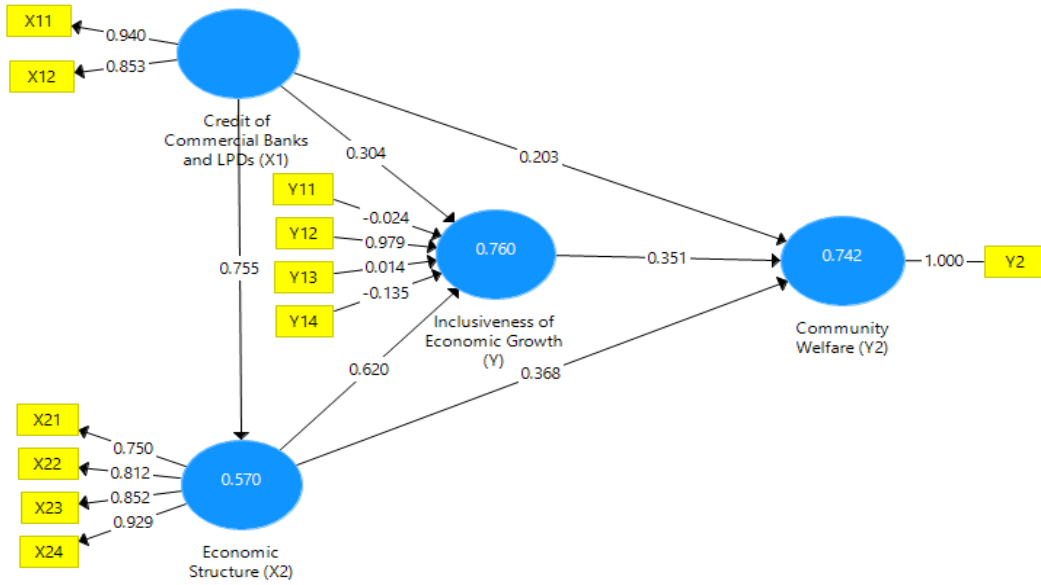 X11
0.940
X12
0.853
Credit of
Commercial Banks
and LPDs (X1)
0.304
0.203
Y11
-0.024
Y12
0.979
0.760
0.742
Y13
0.014
0.351
1.000
Y2
0.755
Y14
-0.135
Inclusiveness of
Economic Growth
(Y)
Community
Welfare (Y2)
0.620
0.368
X21
0.750
X22
0.812
0.570
X23
0.852
X24
0.929
Economic
Structure (X2)